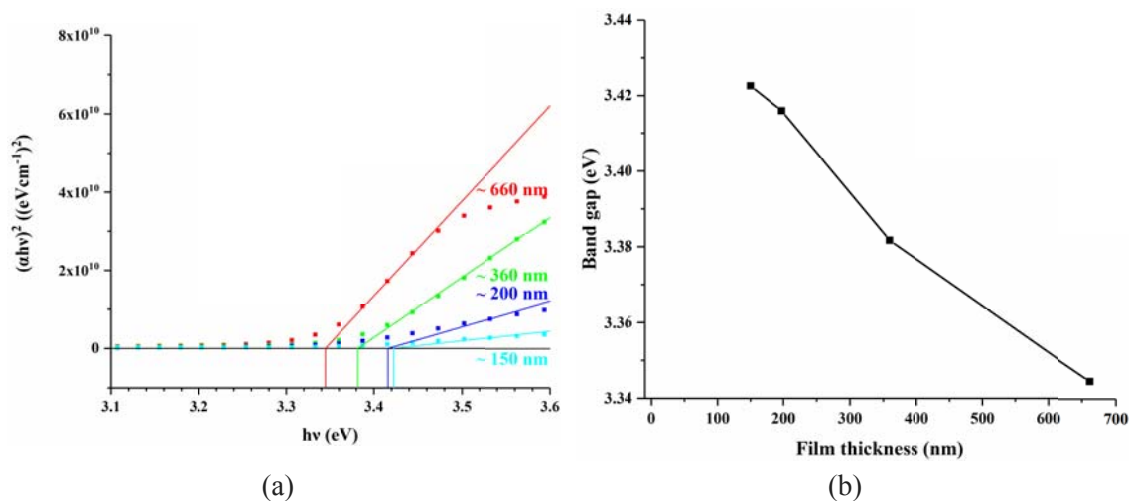 8x10¹⁰
6x10¹⁰
4x10¹⁰
2x10¹⁰
0
(αhν)² ((eVcm⁻¹)²)
~ 660 nm
~ 360 nm
~ 200 nm
~ 150 nm
3.1 3.2 3.3 3.4 3.5 3.6
hν (eV)
(a)
3.44
3.42
3.40
3.38
3.36
3.34
Band gap (eV)
0 100 200 300 400 500 600 700
Film thickness (nm)
(b)